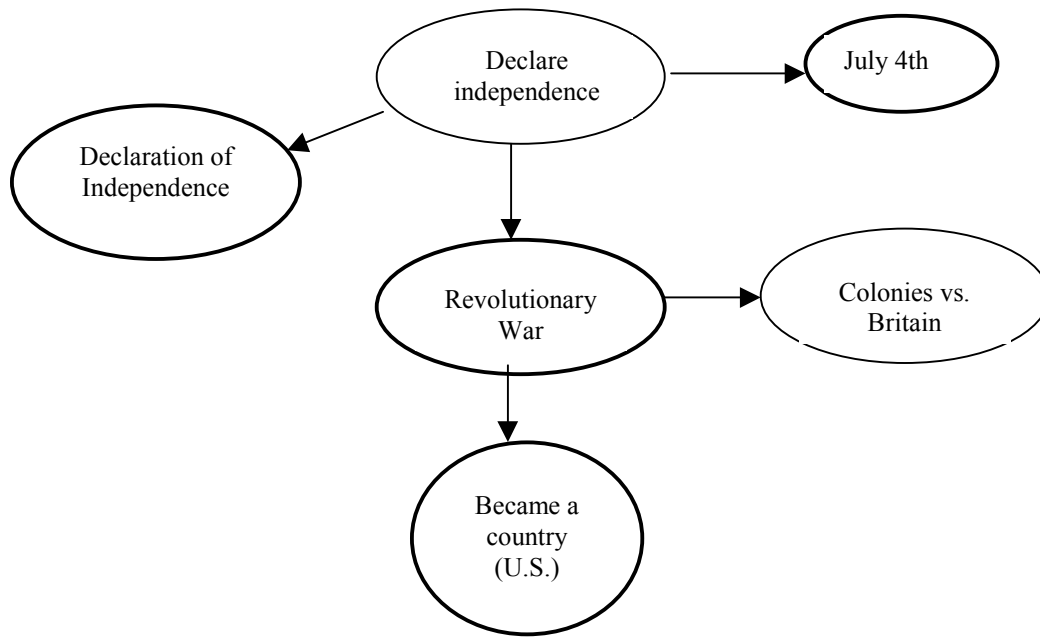 Declare
independence
July 4th
Declaration of
Independence
Revolutionary
War
Colonies vs.
Britain
Became a
country
(U.S.)